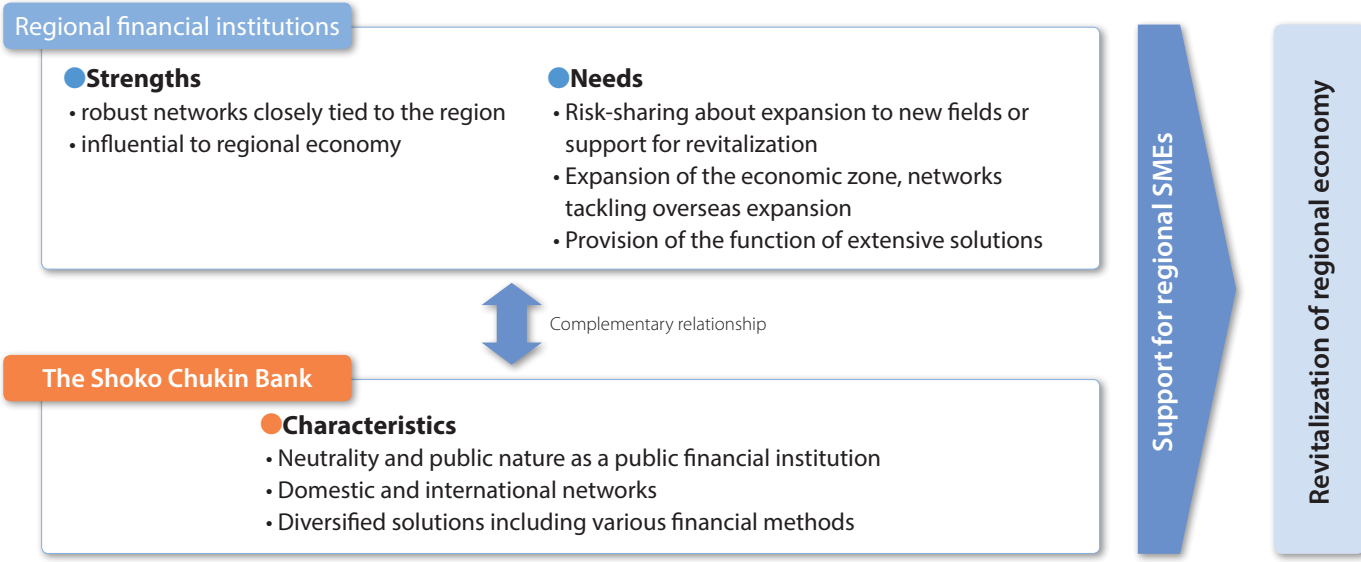 Regional financial institutions
●Strengths
• robust networks closely tied to the region
• influential to regional economy
●Needs
• Risk-sharing about expansion to new fields or
support for revitalization
• Expansion of the economic zone, networks
tackling overseas expansion
• Provision of the function of extensive solutions
Complementary relationship
The Shoko Chukin Bank
●Characteristics
• Neutrality and public nature as a public financial institution
• Domestic and international networks
• Diversified solutions including various financial methods
Support for regional SMEs
Revitalization of regional economy